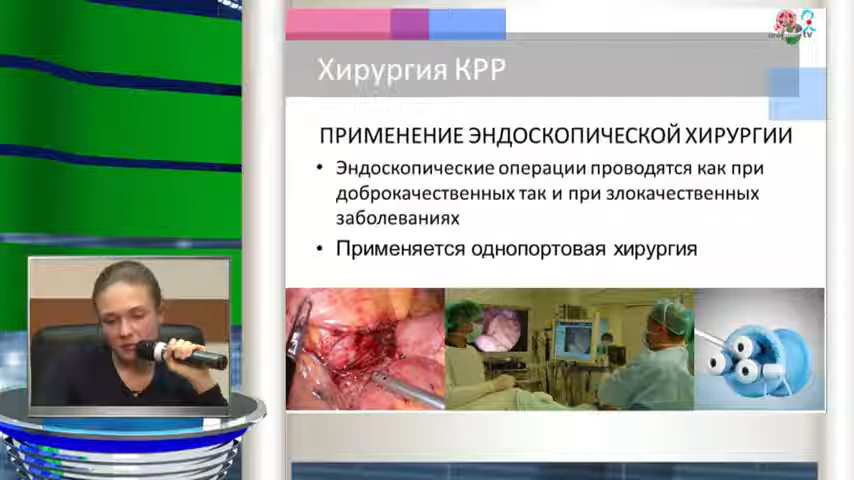 Хирургия КРР
ПРИМЕНЕНИЕ ЭНДОСКОПИЧЕСКОЙ ХИРУРГИИ
• Эндоскопические операции проводятся как при
доброкачественных так и при злокачественных
заболеваниях
• Применяется однопортовая хирургия